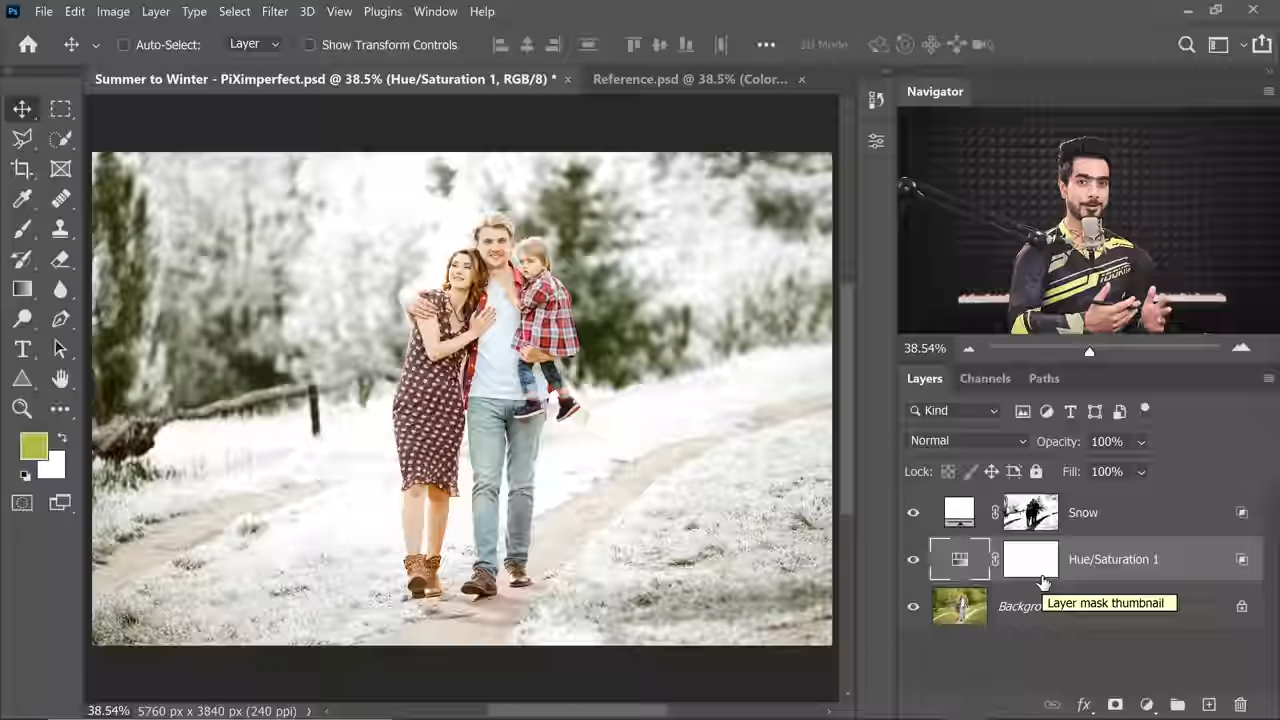 Ps File Edit Image Layer Type Select Filter 3D View Plugins Window Help
Auto-Select: Layer Show Transform Controls 3D Mode
Summer to Winter - PiXimperfect.psd @ 38.5% (Hue/Saturation 1, RGB/8) * × Reference.psd @ 38.5% (Color... ×
Navigator
38.54%
Layers Channels Paths
Kind
Normal Opacity: 100%
Lock: Fill: 100%
Snow
Hue/Saturation 1
Backgro
Layer mask thumbnail
38.54% 5760 px x 3840 px (240 ppi)
fx